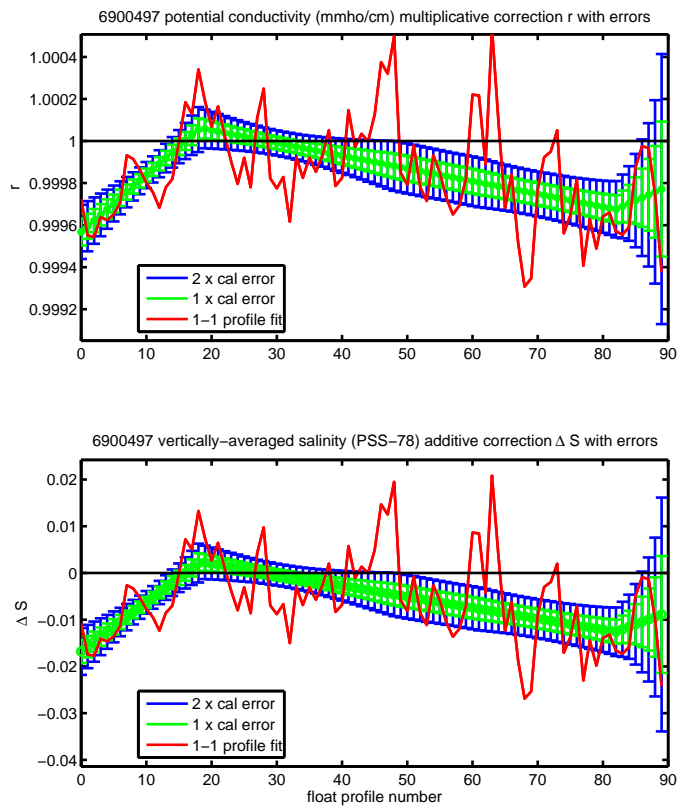 6900497 potential conductivity (mmho/cm) multiplicative correction r with errors
1.0004
1.0002
1
0.9998
0.9996
0.9994
0.9992
r
2 x cal error
1 x cal error
1−1 profile fit
0 10 20 30 40 50 60 70 80 90
6900497 vertically−averaged salinity (PSS−78) additive correction Δ S with errors
0.02
0.01
0
−0.01
−0.02
−0.03
−0.04
Δ S
2 x cal error
1 x cal error
1−1 profile fit
0 10 20 30 40 50 60 70 80 90
float profile number